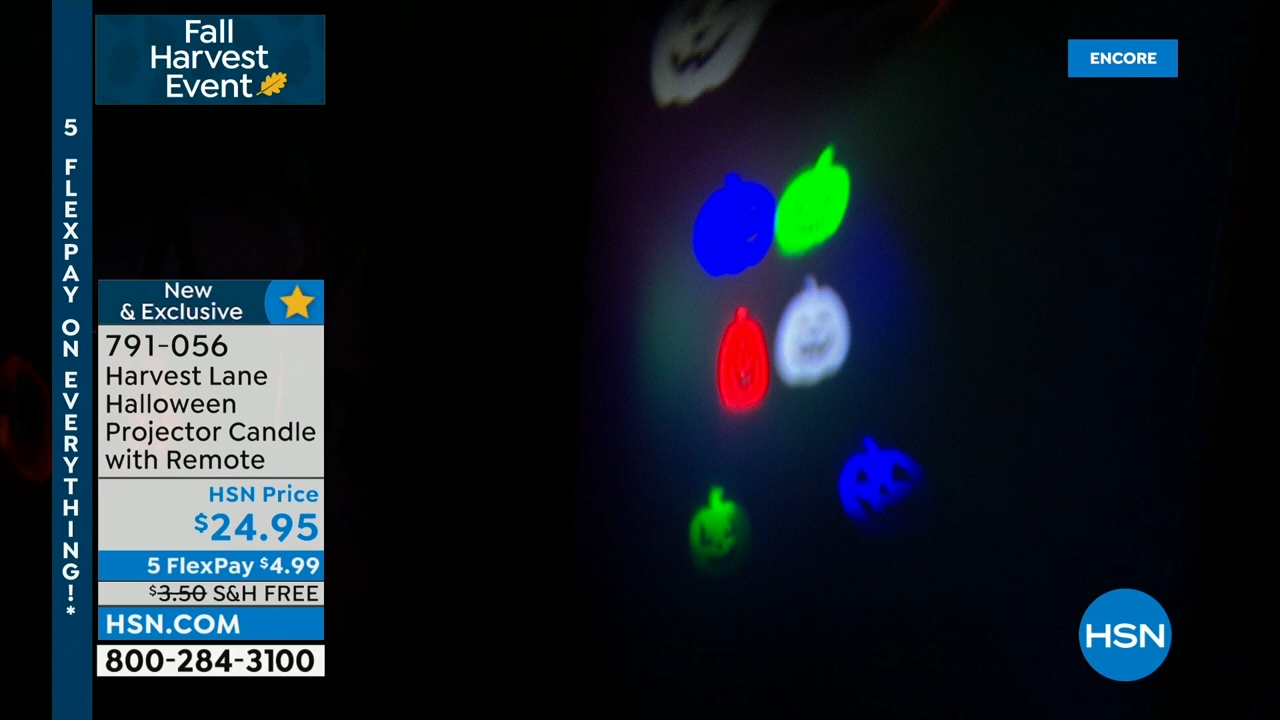 Fall
Harvest
Event
ENCORE
5 FLEXPAY ON EVERYTHING!*
New
& Exclusive
791-056
Harvest Lane
Halloween
Projector Candle
with Remote
HSN Price
$24.95
5 FlexPay $4.99
$3.50 S&H FREE
HSN.COM
800-284-3100
HSN